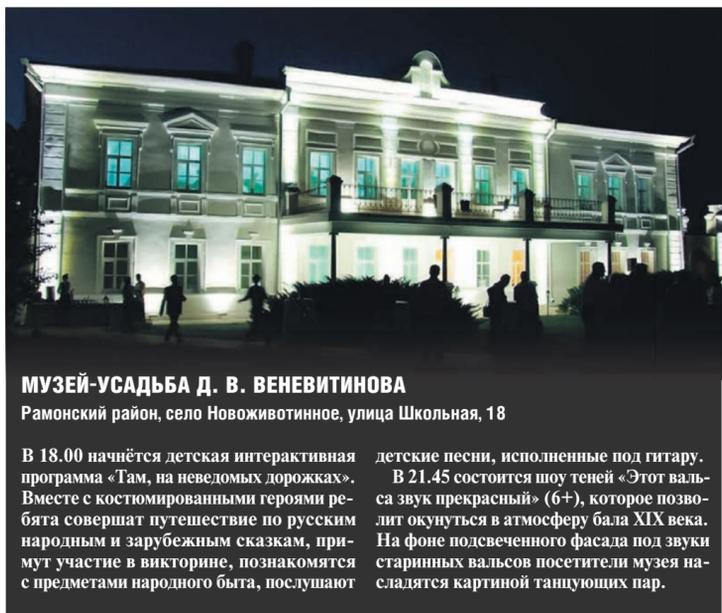 МУЗЕЙ-УСАДЬБА Д. В. ВЕНЕВИТИНОВА
Рамонский район, село Новоживотинное, улица Школьная, 18
В 18.00 начнётся детская интерактивная
программа «Там, на неведомых дорожках».
Вместе с костюмированными героями ре-
бята совершат путешествие по русским
народным и зарубежным сказкам, при-
мут участие в викторине, познакомятся
с предметами народного быта, послушают
детские песни, исполненные под гитару.
В 21.45 состоится шоу теней «Этот валь-
са звук прекрасный» (6+), которое позво-
лит окунуться в атмосферу бала XIX века.
На фоне подсвеченного фасада под звуки
старинных вальсов посетители музея на-
сладятся картиной танцующих пар.